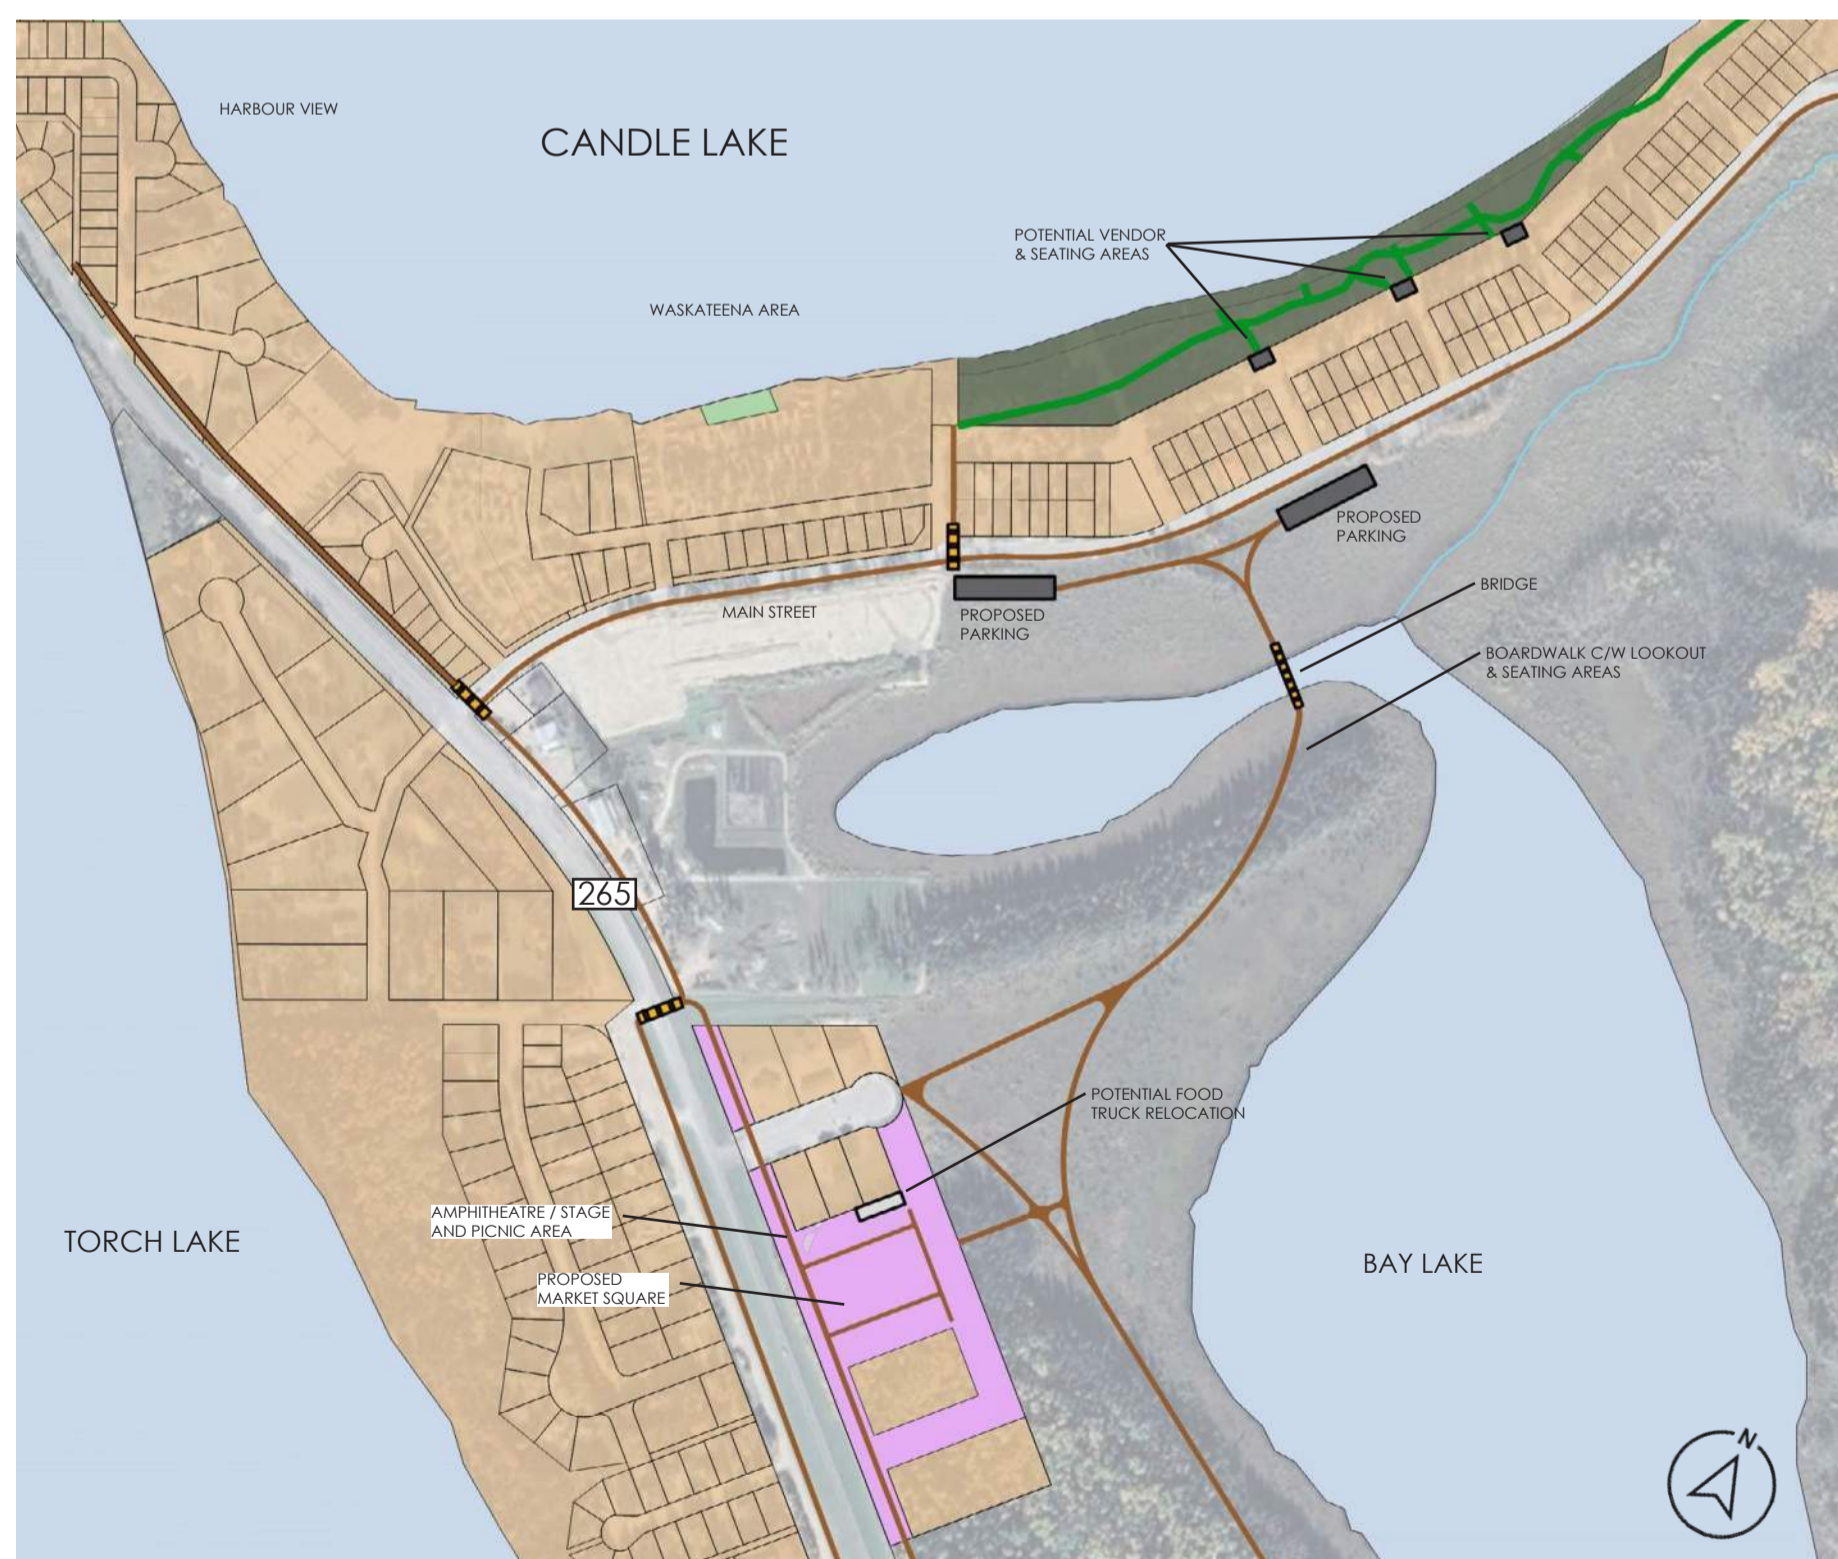 HARBOUR VIEW
CANDLE LAKE
POTENTIAL VENDOR
& SEATING AREAS
WASKATEENA AREA
PROPOSED
PARKING
BRIDGE
MAIN STREET
PROPOSED
PARKING
BOARDWALK C/W LOOKOUT
& SEATING AREAS
265
POTENTIAL FOOD
TRUCK RELOCATION
AMPHITHEATRE / STAGE
AND PICNIC AREA
TORCH LAKE
BAY LAKE
PROPOSED
MARKET SQUARE
N